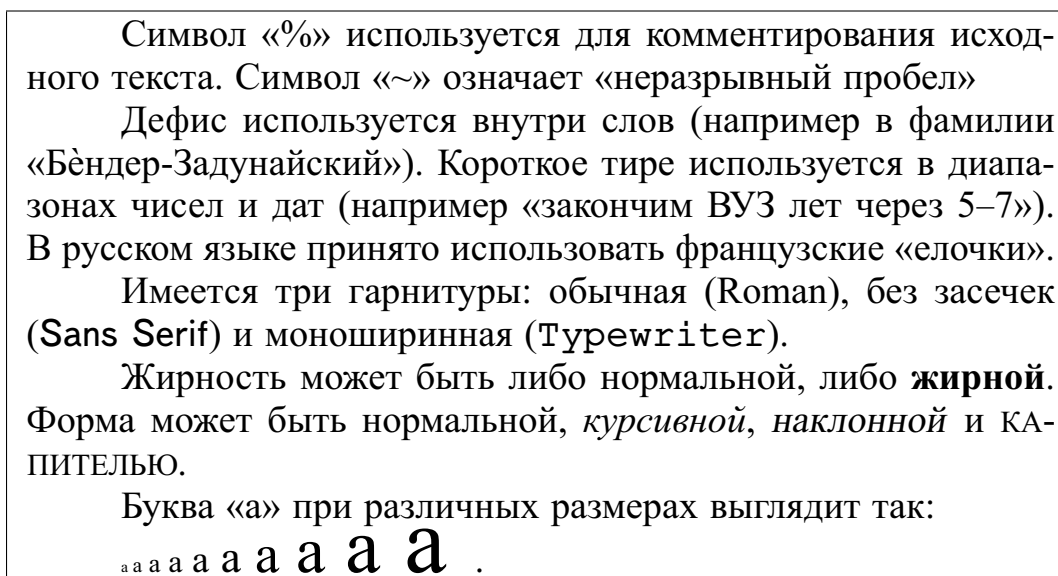 Символ «%» используется для комментирования исход-
ного текста. Символ «~» означает «неразрывный пробел»
Дефис используется внутри слов (например в фамилии
«Бѐндер-Задунайский»). Короткое тире используется в диапа-
зонах чисел и дат (например «закончим ВУЗ лет через 5–7»).
В русском языке принято использовать французские «елочки».
Имеется три гарнитуры: обычная (Roman), без засечек
(Sans Serif) и моноширинная (Typewriter).
Жирность может быть либо нормальной, либо жирной.
Форма может быть нормальной, курсивной, наклонной и КА-
ПИТЕЛЬЮ.
Буква «а» при различных размерах выглядит так:
а а а а а а а а а а .